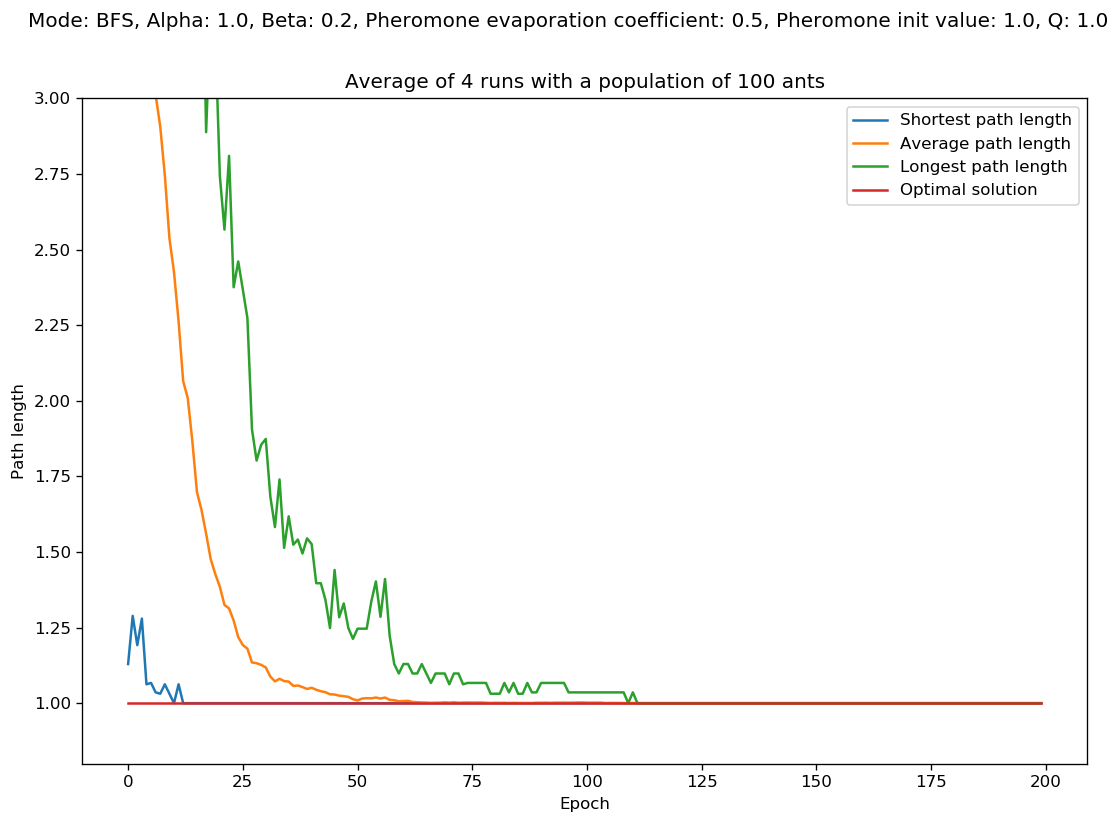 Mode: BFS, Alpha: 1.0, Beta: 0.2, Pheromone evaporation coefficient: 0.5, Pheromone init value: 1.0, Q: 1.0
Average of 4 runs with a population of 100 ants
3.00
2.75
2.50
2.25
2.00
1.75
1.50
1.25
1.00
Path length
Shortest path length
Average path length
Longest path length
Optimal solution
0
25
50
75
100
125
150
175
200
Epoch